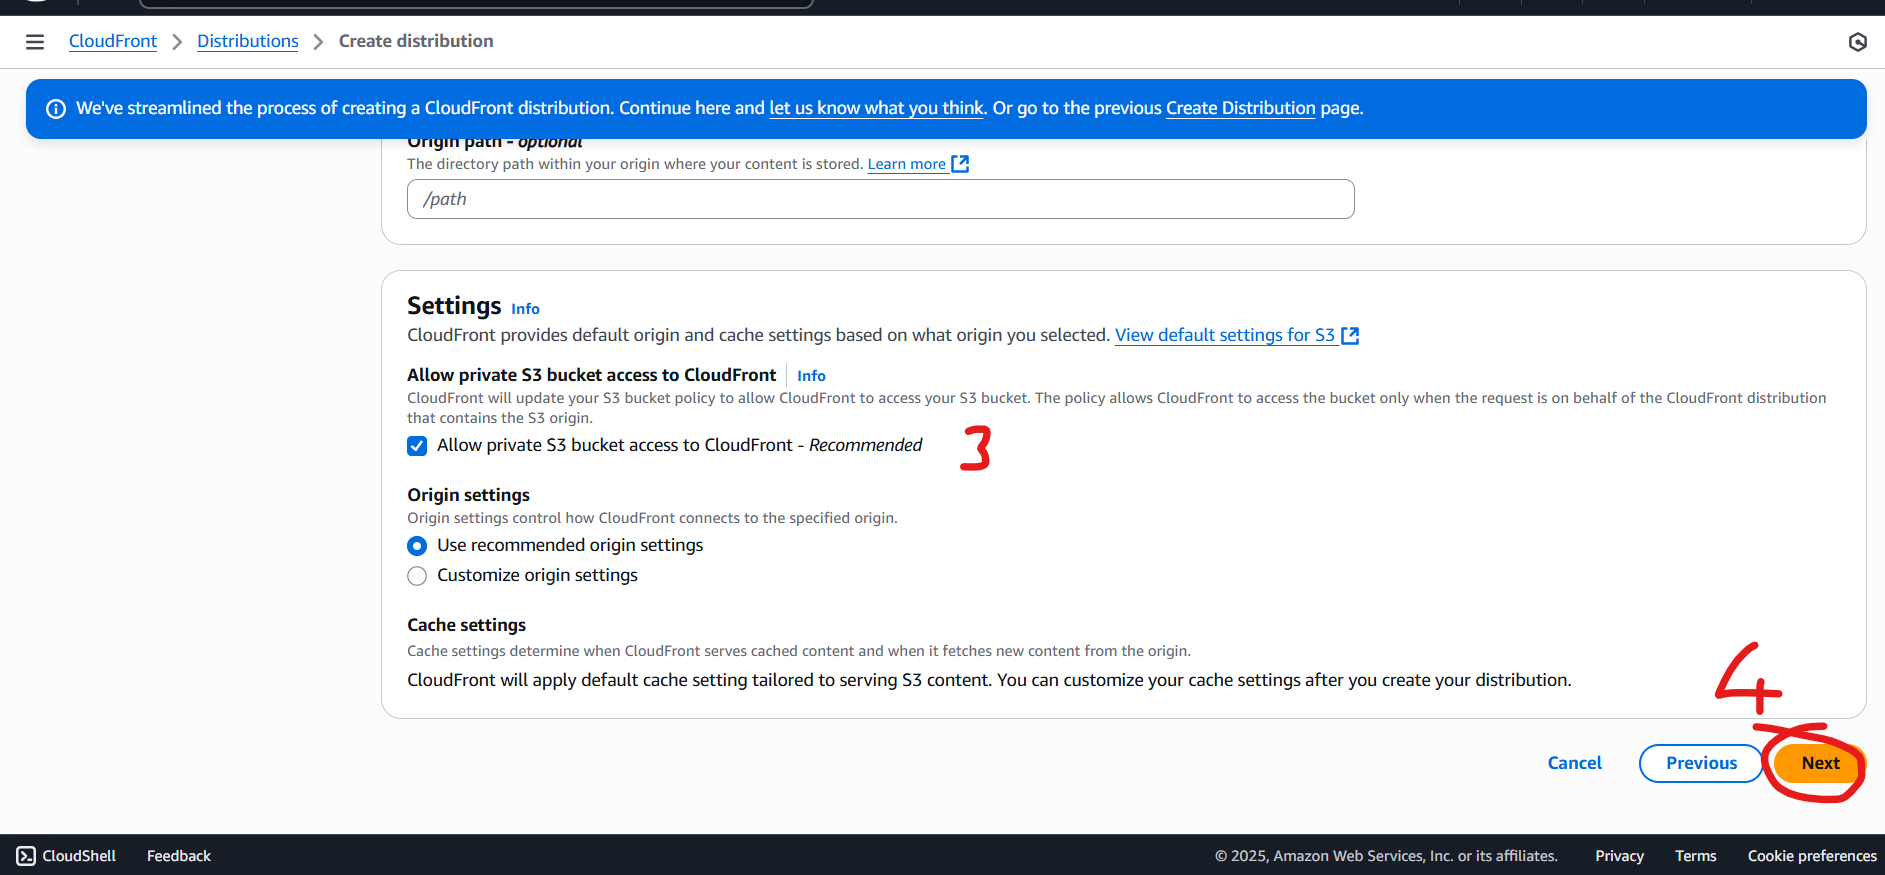 CloudFront > Distributions > Create distribution
We've streamlined the process of creating a CloudFront distribution. Continue here and let us know what you think. Or go to the previous Create Distribution page.
Origin path - optional
The directory path within your origin where your content is stored. Learn more
/path
Settings Info
CloudFront provides default origin and cache settings based on what origin you selected. View default settings for S3
Allow private S3 bucket access to CloudFront Info
CloudFront will update your S3 bucket policy to allow CloudFront to access your S3 bucket. The policy allows CloudFront to access the bucket only when the request is on behalf of the CloudFront distribution
that contains the S3 origin.
Allow private S3 bucket access to CloudFront - Recommended
3
Origin settings
Origin settings control how CloudFront connects to the specified origin.
Use recommended origin settings
Customize origin settings
Cache settings
Cache settings determine when CloudFront serves cached content and when it fetches new content from the origin.
CloudFront will apply default cache setting tailored to serving S3 content. You can customize your cache settings after you create your distribution.
4
Cancel Previous Next
CloudShell Feedback © 2025, Amazon Web Services, Inc. or its affiliates. Privacy Terms Cookie preferences